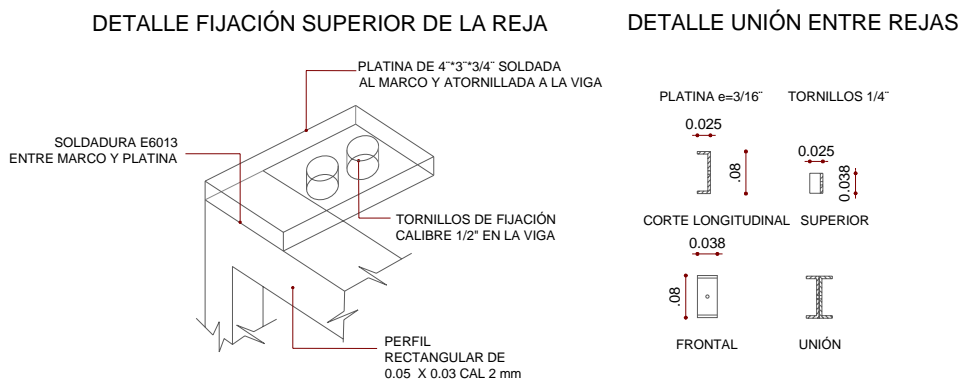 DETALLE FIJACIÓN SUPERIOR DE LA REJA
PLATINA DE 4¨*3¨*3/4¨ SOLDADA
AL MARCO Y ATORNILLADA A LA VIGA
SOLDADURA E6013
ENTRE MARCO Y PLATINA
TORNILLOS DE FIJACIÓN
CALIBRE 1/2" EN LA VIGA
PERFIL
RECTANGULAR DE
0.05 X 0.03 CAL 2 mm
DETALLE UNIÓN ENTRE REJAS
PLATINA e=3/16¨
TORNILLOS 1/4¨
0.025
.08
CORTE LONGITUDINAL
0.025
0.038
SUPERIOR
0.038
.08
FRONTAL
UNIÓN